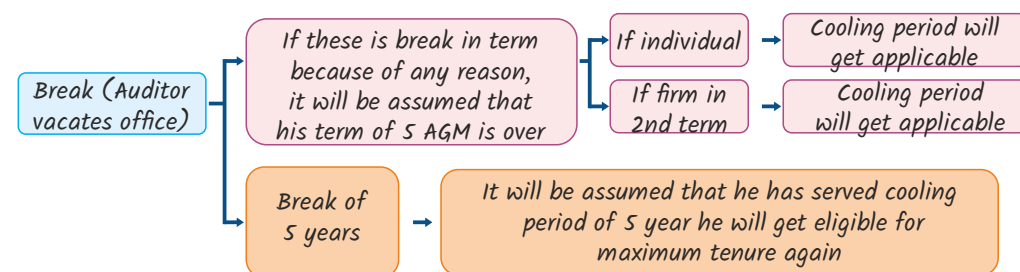 Break (Auditor
vacates office)
If these is break in term
because of any reason,
it will be assumed that
his term of 5 AGM is over
If individual
Cooling period will
get applicable
If firm in
2nd term
Cooling period
will get applicable
Break of
5 years
It will be assumed that he has served cooling
period of 5 year he will get eligible for
maximum tenure again